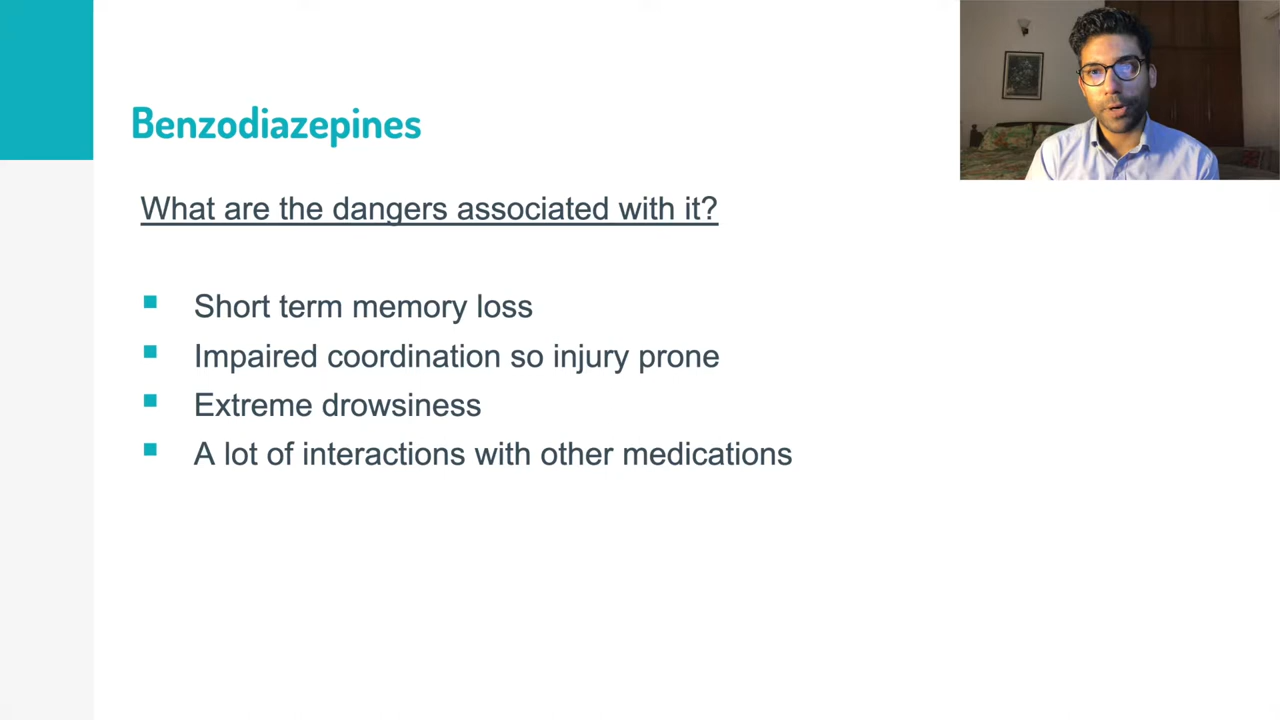 Benzodiazepines
What are the dangers associated with it?
Short term memory loss
Impaired coordination so injury prone
Extreme drowsiness
A lot of interactions with other medications